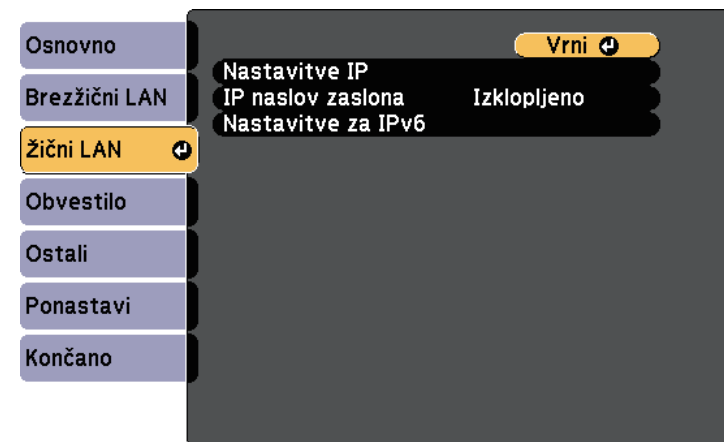 Osnovno
Brezžični LAN
Žični LAN
Obvestilo
Ostali
Ponastavi
Končano
Vrni
Nastavitve IP
IP naslov zaslona Izklopljeno
Nastavitve za IPv6